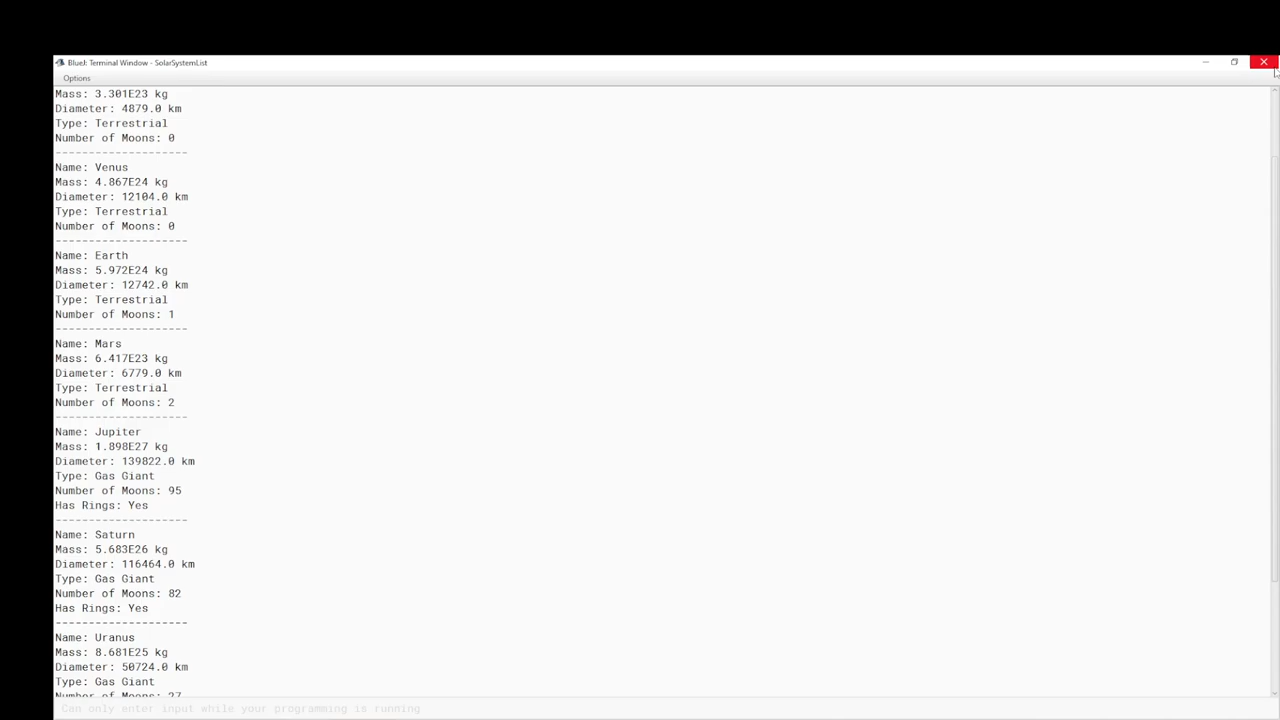 BlueJ: Terminal Window - SolarSystemList
Options
Mass: 3.301E23 kg
Diameter: 4879.0 km
Type: Terrestrial
Number of Moons: 0
--------------------
Name: Venus
Mass: 4.867E24 kg
Diameter: 12104.0 km
Type: Terrestrial
Number of Moons: 0
--------------------
Name: Earth
Mass: 5.972E24 kg
Diameter: 12742.0 km
Type: Terrestrial
Number of Moons: 1
--------------------
Name: Mars
Mass: 6.417E23 kg
Diameter: 6779.0 km
Type: Terrestrial
Number of Moons: 2
--------------------
Name: Jupiter
Mass: 1.898E27 kg
Diameter: 139822.0 km
Type: Gas Giant
Number of Moons: 95
Has Rings: Yes
--------------------
Name: Saturn
Mass: 5.683E26 kg
Diameter: 116464.0 km
Type: Gas Giant
Number of Moons: 82
Has Rings: Yes
--------------------
Name: Uranus
Mass: 8.681E25 kg
Diameter: 50724.0 km
Type: Gas Giant
Number of Moons: 27
Can only enter input while your programming is running